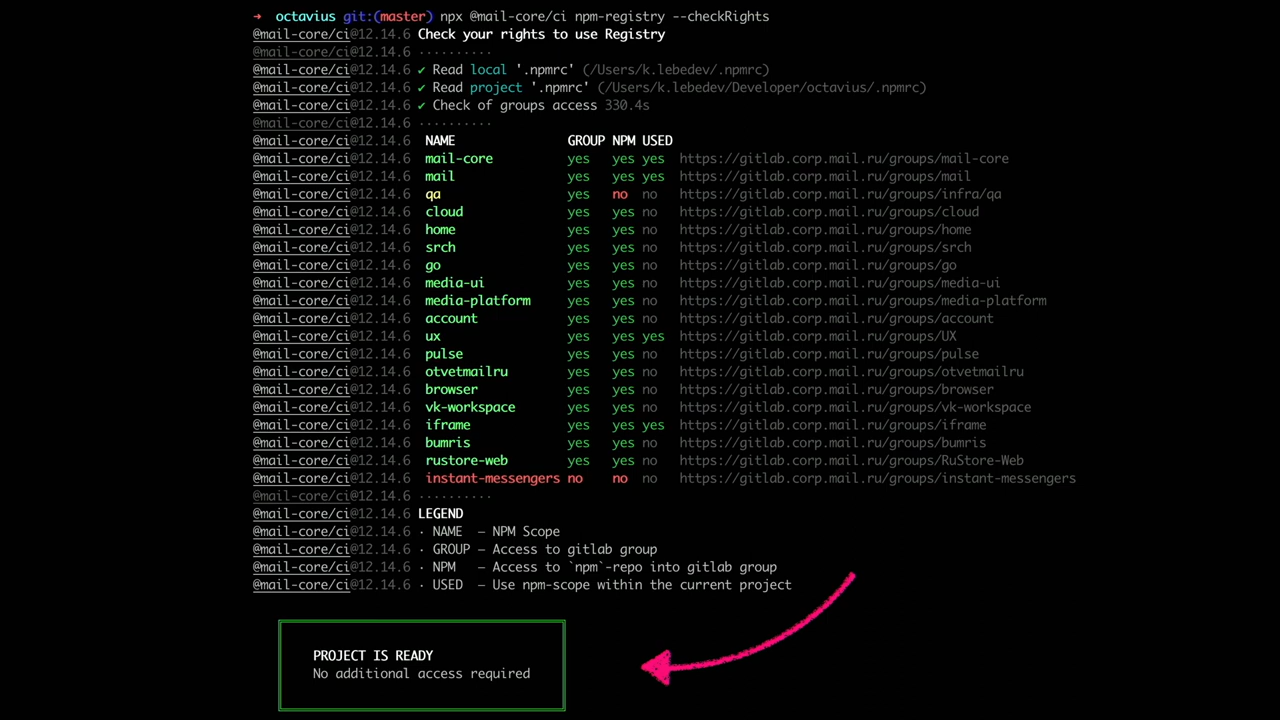 ➜ octavius git:(master) npx @mail-core/ci npm-registry --checkRights
@mail-core/ci@12.14.6 Check your rights to use Registry
@mail-core/ci@12.14.6 ··········
@mail-core/ci@12.14.6 ✔ Read local '.npmrc' (/Users/k.lebedev/.npmrc)
@mail-core/ci@12.14.6 ✔ Read project '.npmrc' (/Users/k.lebedev/Developer/octavius/.npmrc)
@mail-core/ci@12.14.6 ✔ Check of groups access 330.4s
@mail-core/ci@12.14.6 ··········
@mail-core/ci@12.14.6 NAME GROUP NPM USED
@mail-core/ci@12.14.6 mail-core yes yes yes https://gitlab.corp.mail.ru/groups/mail-core
@mail-core/ci@12.14.6 mail yes yes yes https://gitlab.corp.mail.ru/groups/mail
@mail-core/ci@12.14.6 qa yes no no https://gitlab.corp.mail.ru/groups/infra/qa
@mail-core/ci@12.14.6 cloud yes yes no https://gitlab.corp.mail.ru/groups/cloud
@mail-core/ci@12.14.6 home yes yes no https://gitlab.corp.mail.ru/groups/home
@mail-core/ci@12.14.6 srch yes yes no https://gitlab.corp.mail.ru/groups/srch
@mail-core/ci@12.14.6 go yes yes no https://gitlab.corp.mail.ru/groups/go
@mail-core/ci@12.14.6 media-ui yes yes no https://gitlab.corp.mail.ru/groups/media-ui
@mail-core/ci@12.14.6 media-platform yes yes no https://gitlab.corp.mail.ru/groups/media-platform
@mail-core/ci@12.14.6 account yes yes no https://gitlab.corp.mail.ru/groups/account
@mail-core/ci@12.14.6 ux yes yes yes https://gitlab.corp.mail.ru/groups/UX
@mail-core/ci@12.14.6 pulse yes yes no https://gitlab.corp.mail.ru/groups/pulse
@mail-core/ci@12.14.6 otvetmailru yes yes no https://gitlab.corp.mail.ru/groups/otvetmailru
@mail-core/ci@12.14.6 browser yes yes no https://gitlab.corp.mail.ru/groups/browser
@mail-core/ci@12.14.6 vk-workspace yes yes no https://gitlab.corp.mail.ru/groups/vk-workspace
@mail-core/ci@12.14.6 iframe yes yes yes https://gitlab.corp.mail.ru/groups/iframe
@mail-core/ci@12.14.6 bumris yes yes no https://gitlab.corp.mail.ru/groups/bumris
@mail-core/ci@12.14.6 rustore-web yes yes no https://gitlab.corp.mail.ru/groups/RuStore-Web
@mail-core/ci@12.14.6 instant-messengers no no no https://gitlab.corp.mail.ru/groups/instant-messengers
@mail-core/ci@12.14.6 ··········
@mail-core/ci@12.14.6 LEGEND
@mail-core/ci@12.14.6 · NAME – NPM Scope
@mail-core/ci@12.14.6 · GROUP – Access to gitlab group
@mail-core/ci@12.14.6 · NPM – Access to `npm`-repo into gitlab group
@mail-core/ci@12.14.6 · USED – Use npm-scope within the current project
PROJECT IS READY
No additional access required